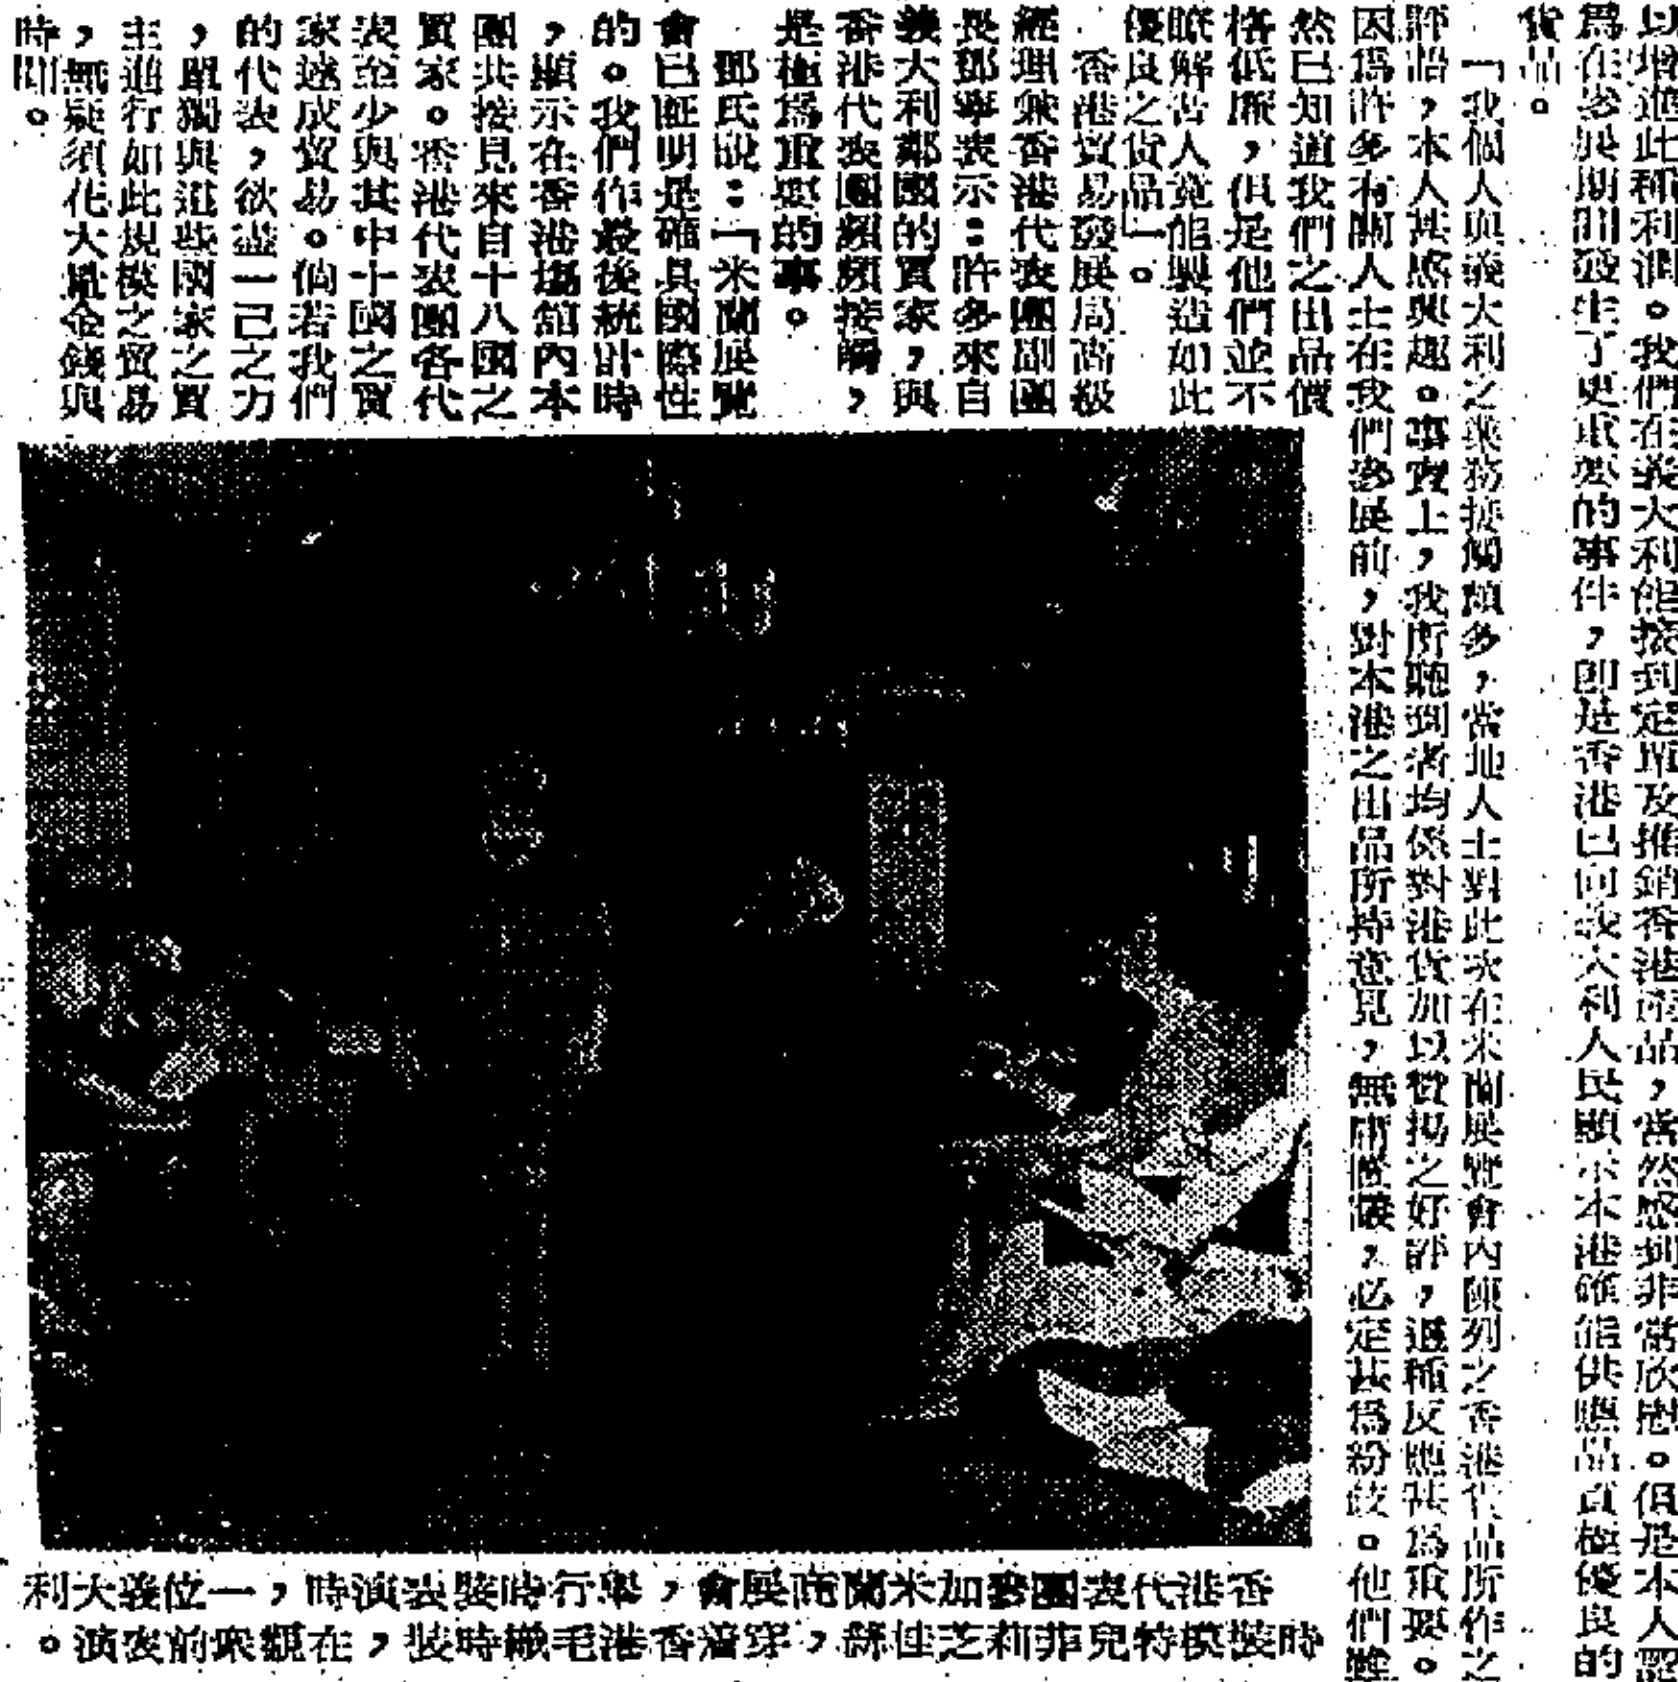 以增進此種利潤。我們在義大利能接到定單及推銷香港產品，當然感到非常欣慰。但是本人認
爲在參展期間發生了更重要的事件，卽是香港已向義大利人民顯示本港確能供應品質極優良的
貨品。
「我個人與義大利之業務接觸頗多，當地人士對此次在米蘭展覽會內陳列之香港貨品所作之
評語，本人甚感興趣。事實上，我所聽到者均係對港貨加以贊揚之好評，這種反應甚爲重要。
因爲許多有關人士在我們參展前，對本港之出品所持意見，無庸隱諱，必定甚爲紛歧。他們雖
然已知道我們之出品價
格低廉，但是他們並不
瞭解吾人竟能製造如此
優良之貨品」。
香港貿易發展局高級
經理兼香港代表團副團
長鄧寧表示：許多來自
義大利鄰國的買家，與
香港代表團頻頻接觸，
是極爲重要的事。
鄧氏說：「米蘭展覽
會已証明是確具國際性
的。我們作最後統計時
，顯示在香港塲館內本
團共接見來自十八國之
買家。香港代表團各代
表至少與其中十國之買
家達成貿易。倘若我們
的代表，欲盡一己之力
，單獨與這些國家之買
主進行如此規模之貿易
，無疑須化大量金錢與
時間。
香港代表團參加米蘭商展會，舉行時裝表演時，一位義大利
時裝模特兒菲莉芝佳絲，穿着香港毛織時裝，在觀眾前表演。